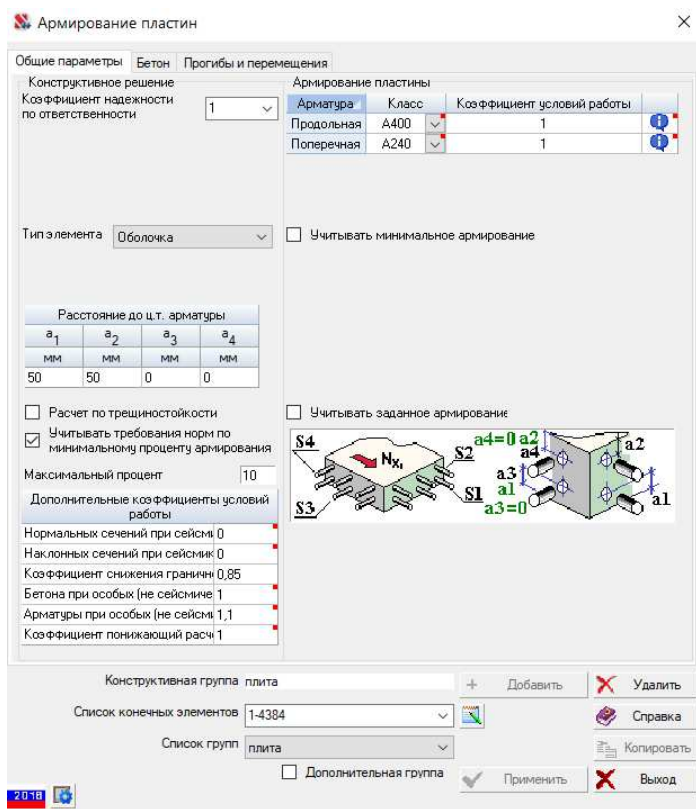 Армирование пластин
Общие параметры Бетон Прогибы и перемещения
Конструктивное решение
Коэффициент надежности
по ответственности
1
Армирование пластины
Арматура Класс Коэффициент условий работы
Продольная A400 1
Поперечная A240 1
Тип элемента Оболочка
Учитывать минимальное армирование
Расстояние до ц.т. арматуры
a1 a2 a3 a4
мм мм мм мм
50 50 0 0
Расчет по трещиностойкости
Учитывать требования норм по
минимальному проценту армирования
Максимальный процент 10
Дополнительные коэффициенты условий
работы
Нормальных сечений при сейсми 0
Наклонных сечений при сейсмик 0
Коэффициент снижения граничн 0,85
Бетона при особых (не сейсмиче 1
Арматуры при особых (не сейсми 1,1
Коэффициент понижающий расч 1
Учитывать заданное армирование
S4 NX1 S2 a4=0 a2 a4 a2
S3 S1 a3 a1 a3=0 a1
Конструктивная группа плита
Добавить Удалить
Список конечных элементов 1-4384
Справка
Список групп плита
Копировать
Дополнительная группа
Применить Выход
2018